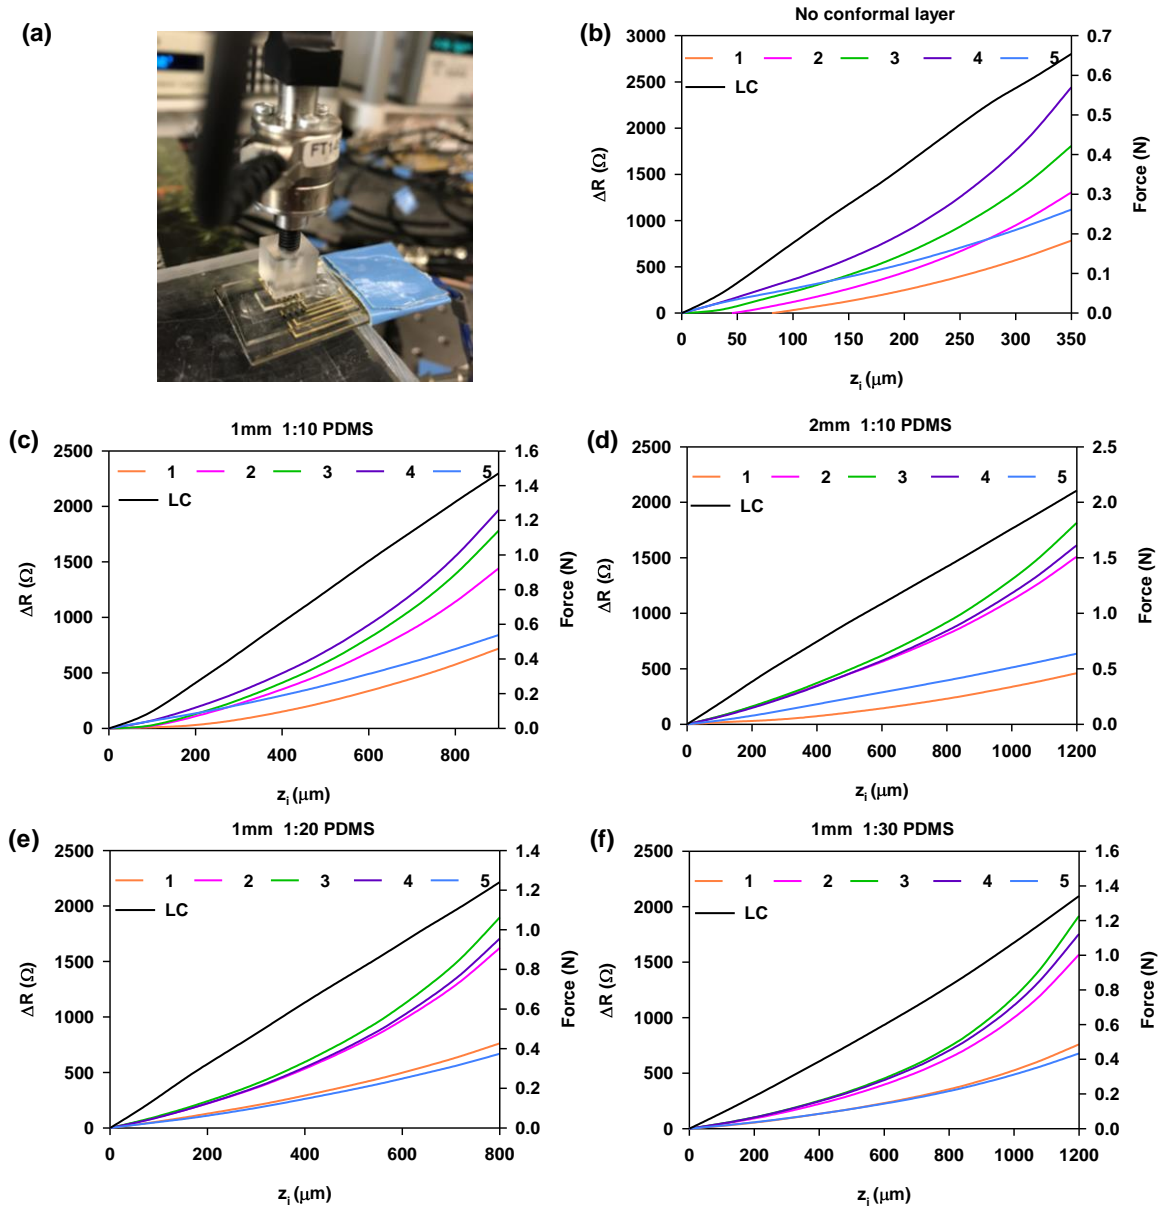 (a)
FT1-
(b)
No conformal layer
3000
2500
2000
1500
1000
500
0
ΔR (Ω)
1 2 3 4 5
LC
0.7
0.6
0.5
0.4
0.3
0.2
0.1
0.0
Force (N)
0 50 100 150 200 250 300 350
zi (μm)
(c)
1mm 1:10 PDMS
2500
2000
1500
1000
500
0
ΔR (Ω)
1 2 3 4 5
LC
1.6
1.4
1.2
1.0
0.8
0.6
0.4
0.2
0.0
Force (N)
0 200 400 600 800
zi (μm)
(d)
2mm 1:10 PDMS
2500
2000
1500
1000
500
0
ΔR (Ω)
1 2 3 4 5
LC
2.5
2.0
1.5
1.0
0.5
0.0
Force (N)
0 200 400 600 800 1000 1200
zi (μm)
(e)
1mm 1:20 PDMS
2500
2000
1500
1000
500
0
ΔR (Ω)
1 2 3 4 5
LC
1.4
1.2
1.0
0.8
0.6
0.4
0.2
0.0
Force (N)
0 200 400 600 800
zi (μm)
(f)
1mm 1:30 PDMS
2500
2000
1500
1000
500
0
ΔR (Ω)
1 2 3 4 5
LC
1.6
1.4
1.2
1.0
0.8
0.6
0.4
0.2
0.0
Force (N)
0 200 400 600 800 1000 1200
zi (μm)